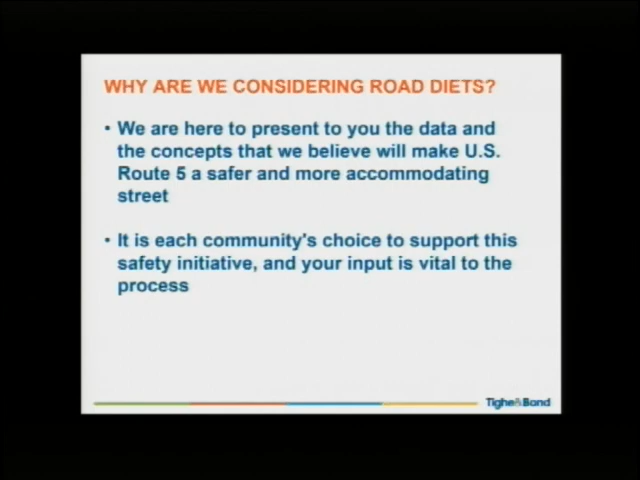 WHY ARE WE CONSIDERING ROAD DIETS?
• We are here to present to you the data and
the concepts that we believe will make U.S.
Route 5 a safer and more accommodating
street
• It is each community's choice to support this
safety initiative, and your input is vital to the
process
Tighe&Bond